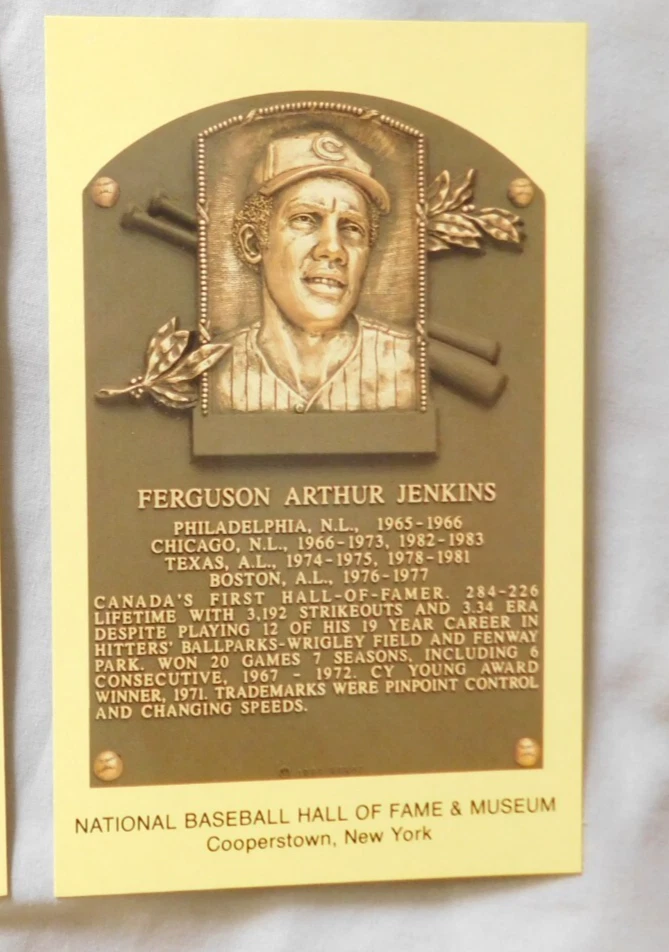 C
FERGUSON ARTHUR JENKINS
PHILADELPHIA, N.L., 1965-1966
CHICAGO, N.L., 1966-1973, 1982-1983
TEXAS, A.L., 1974-1975, 1978-1981
BOSTON, A.L., 1976-1977
CANADA'S FIRST HALL-OF-FAMER. 284-226
LIFETIME WITH 3,192 STRIKEOUTS AND 3.34 ERA
DESPITE PLAYING 12 OF HIS 19 YEAR CAREER IN
HITTERS' BALLPARKS-WRIGLEY FIELD AND FENWAY
PARK. WON 20 GAMES 7 SEASONS, INCLUDING 6
CONSECUTIVE, 1967 - 1972. CY YOUNG AWARD
WINNER, 1971. TRADEMARKS WERE PINPOINT CONTROL
AND CHANGING SPEEDS.
NATIONAL BASEBALL HALL OF FAME & MUSEUM
Cooperstown, New York